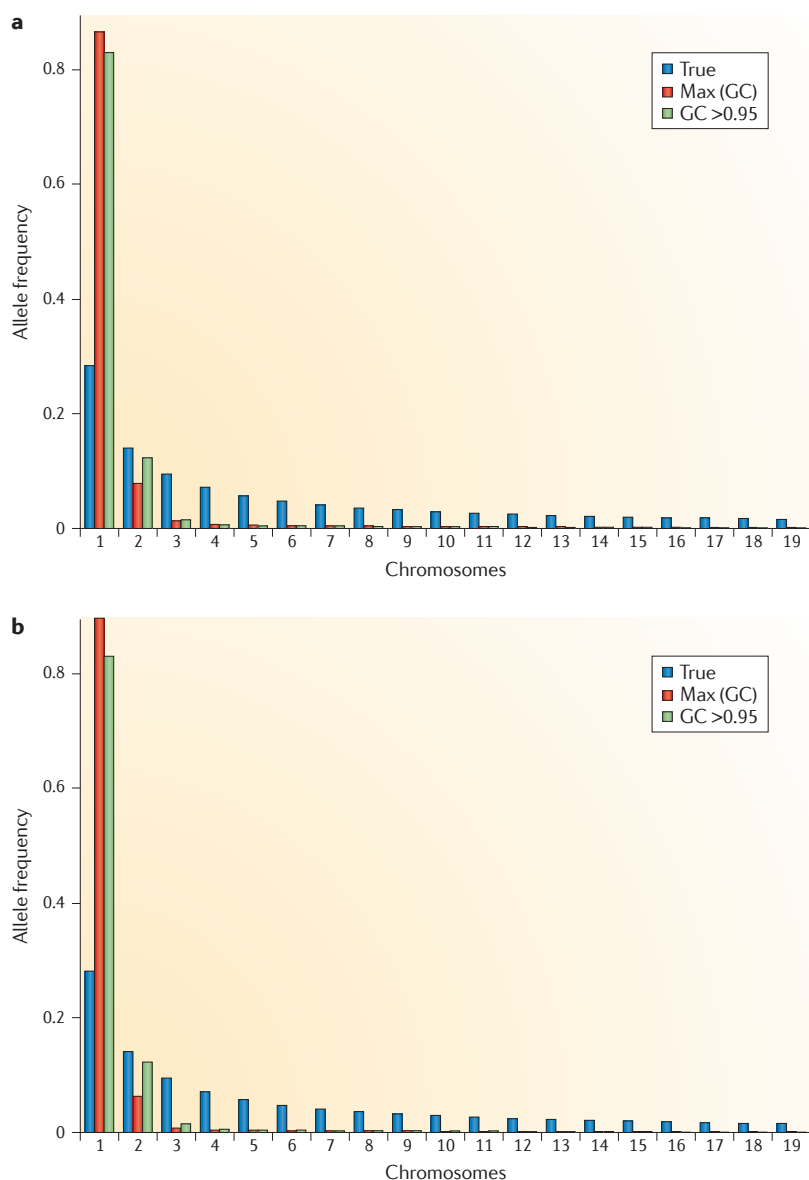 a
0.8
0.6
0.4
0.2
0
Allele frequency
True
Max (GC)
GC >0.95
1 2 3 4 5 6 7 8 9 10 11 12 13 14 15 16 17 18 19
Chromosomes
b
0.8
0.6
0.4
0.2
0
Allele frequency
True
Max (GC)
GC >0.95
1 2 3 4 5 6 7 8 9 10 11 12 13 14 15 16 17 18 19
Chromosomes